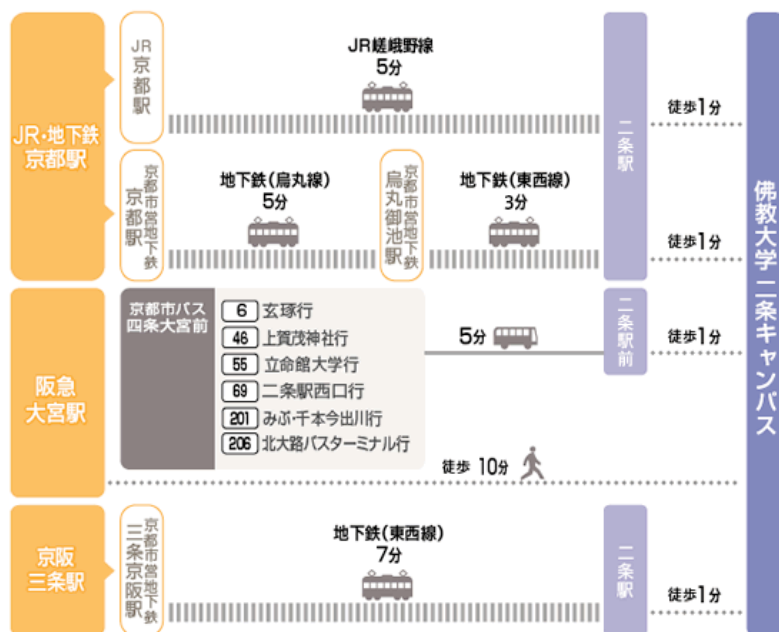 JR・地下鉄
京都駅
JR
京都駅
JR嵯峨野線
5分
京都市営地下鉄
京都駅
地下鉄(烏丸線)
5分
京都市営地下鉄
烏丸御池駅
地下鉄(東西線)
3分
二条駅
徒歩1分
徒歩1分
阪急
大宮駅
京都市バス
四条大宮前
6 玄琢行
46 上賀茂神社行
55 立命館大学行
69 二条駅西口行
201 みぶ・千本今出川行
206 北大路バスターミナル行
5分
二条駅前
徒歩1分
徒歩 10分
京阪
三条駅
京都市営地下鉄
三条京阪駅
地下鉄(東西線)
7分
二条駅
徒歩1分
佛教大学 二条キャンパス